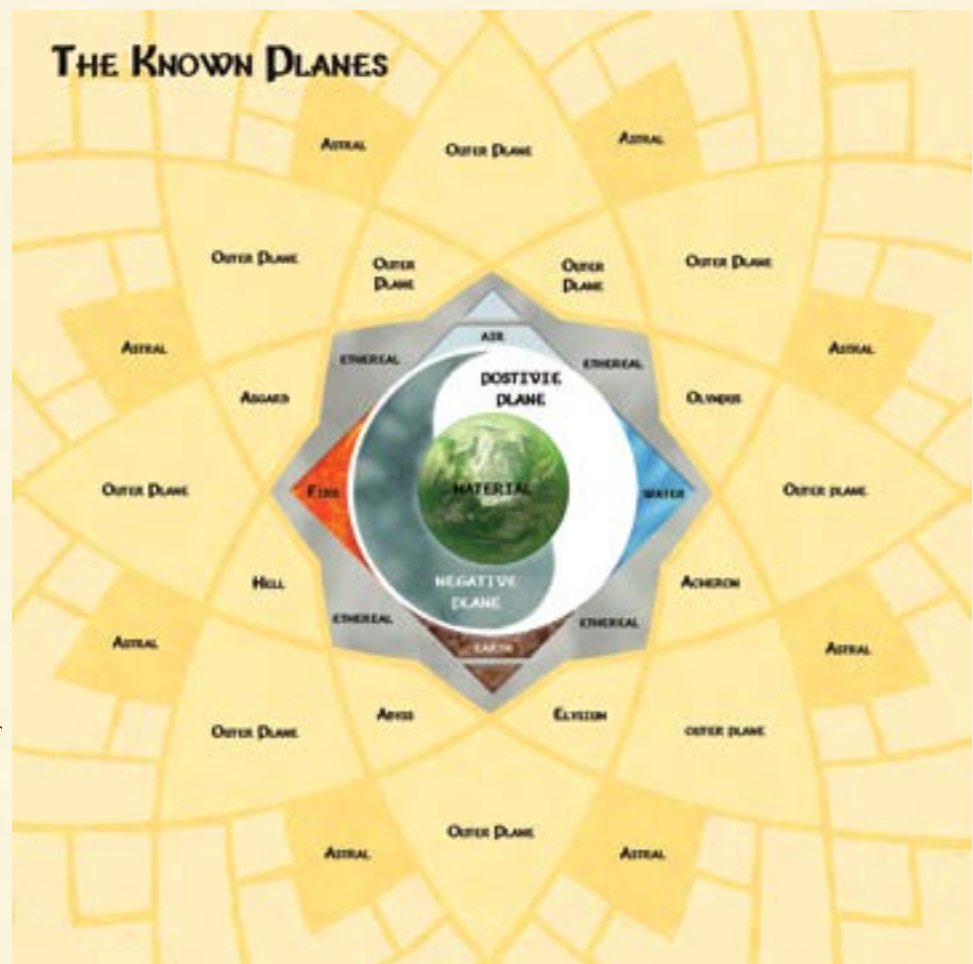 The Known Planes
Astral
Outer Plane
Astral
Outer Plane
Outer
Plane
Outer
Plane
Outer Plane
Astral
Ethereal
Air
Ethereal
Astral
Postivie
Plane
Asgard
Olympus
Outer Plane
Fire
Material
Water
Outer plane
Hell
Negative
Plane
Acheron
Astral
Ethereal
Earth
Ethereal
Astral
Abyss
Elysium
Outer Plane
outer plane
Astral
Outer Plane
Astral